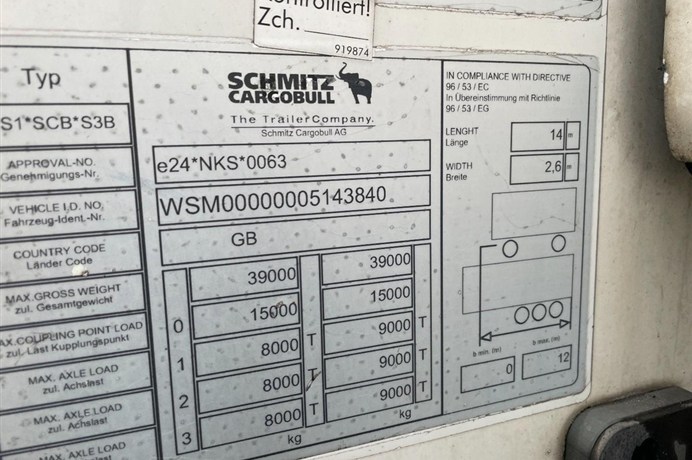 Kontrolliert!
Zch.
919874
Typ
S1*SCB*S3B
APPROVAL-NO.
Genehmigungs-Nr.
VEHICLE I.D. NO.
Fahrzeug-Ident.-Nr.
COUNTRY CODE
Länder Code
MAX.GROSS WEIGHT
zul. Gesamtgewicht
MAX.COUPLING POINT LOAD
zul. Last Kupplungspunkt
MAX. AXLE LOAD
zul. Achslast
MAX. AXLE LOAD
zul. Achslast
AXLE LOAD
SCHMITZ
CARGOBULL
The TrailerCompany.
Schmitz Cargobull AG
e24*NKS*0063
WSM00000005143840
GB
39000 39000
0 15000 T 15000 T
1 8000 T 9000 T
2 8000 T 9000 T
3 8000 T 9000 T
kg kg
IN COMPLIANCE WITH DIRECTIVE
96 / 53 / EC
in Übereinstimmung mit Richtlinie
96 / 53 / EG
LENGHT
Länge
14 m
WIDTH
Breite
2,6 m
b min. (m) b max. (m)
0 12